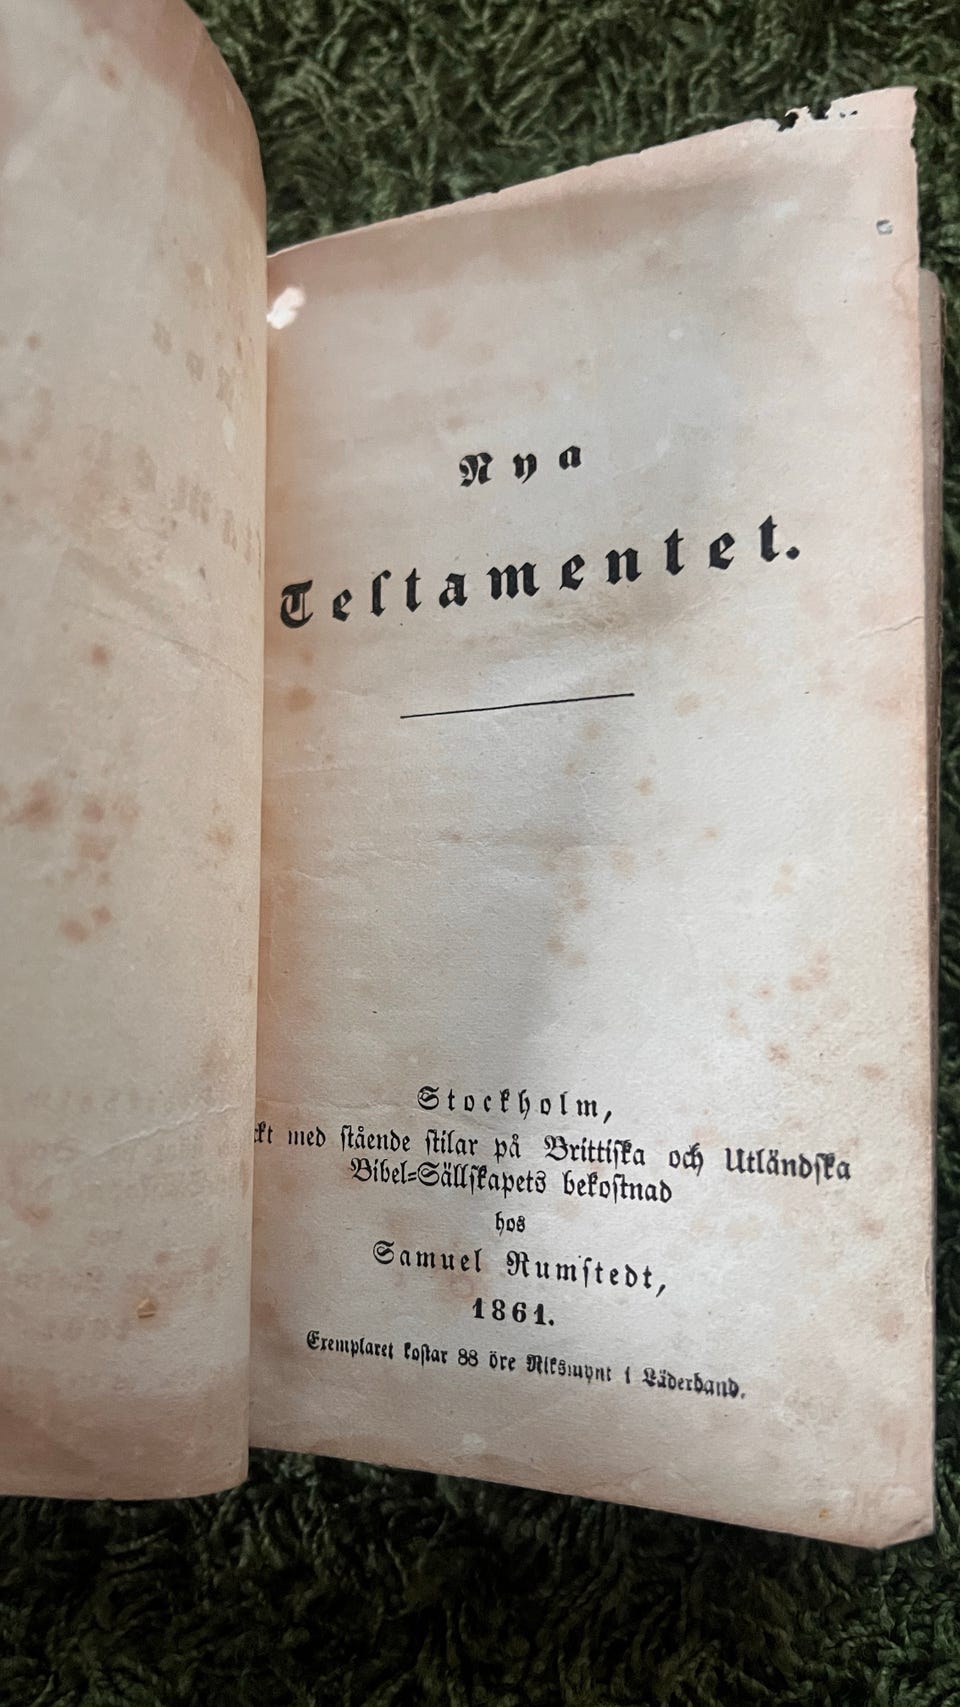 Nya
Teſtamentet.
Stockholm,
ckt med ſtående ſtilar på Brittiſka och Utländſka
Bibel=Sällſkapets bekoſtnad
hos
Samuel Rumſtedt,
1861.
Exemplaret koſtar 88 öre Riksmynt i Läderband.